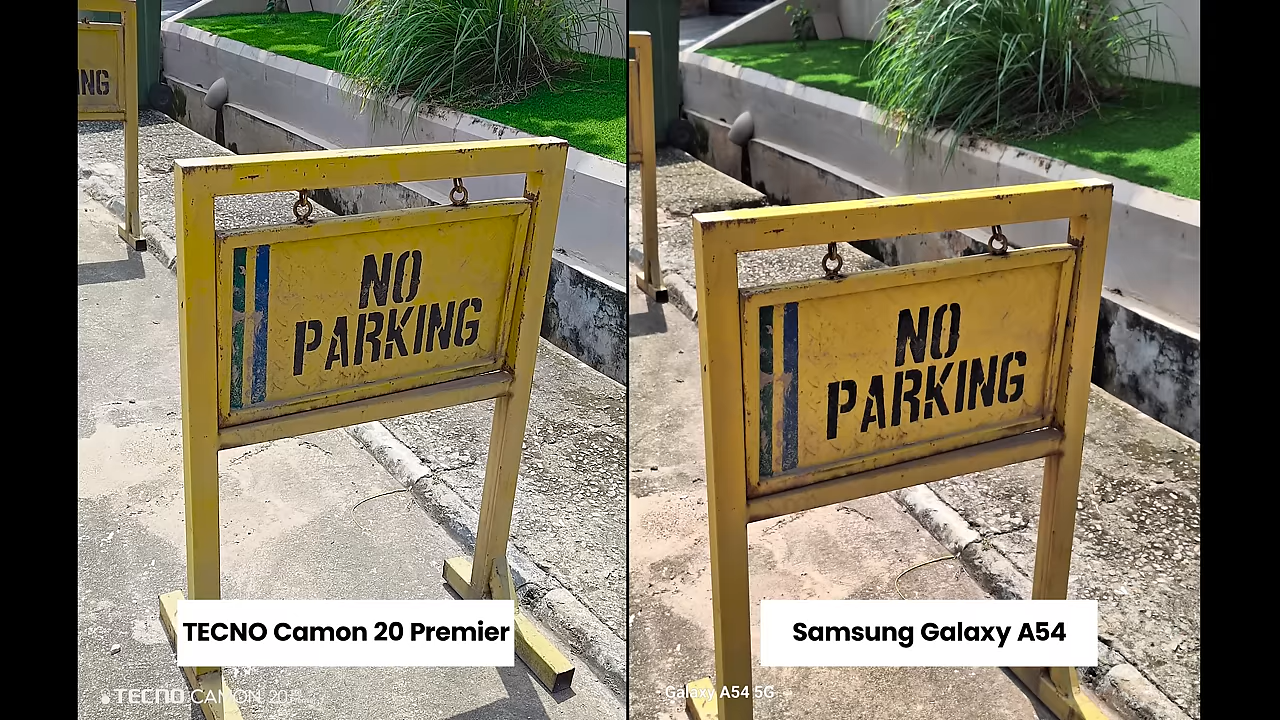 NG
NO
PARKING
TECNO Camon 20 Premier
TECNO CAMON 20
NO
PARKING
Samsung Galaxy A54
Galaxy A54 5G